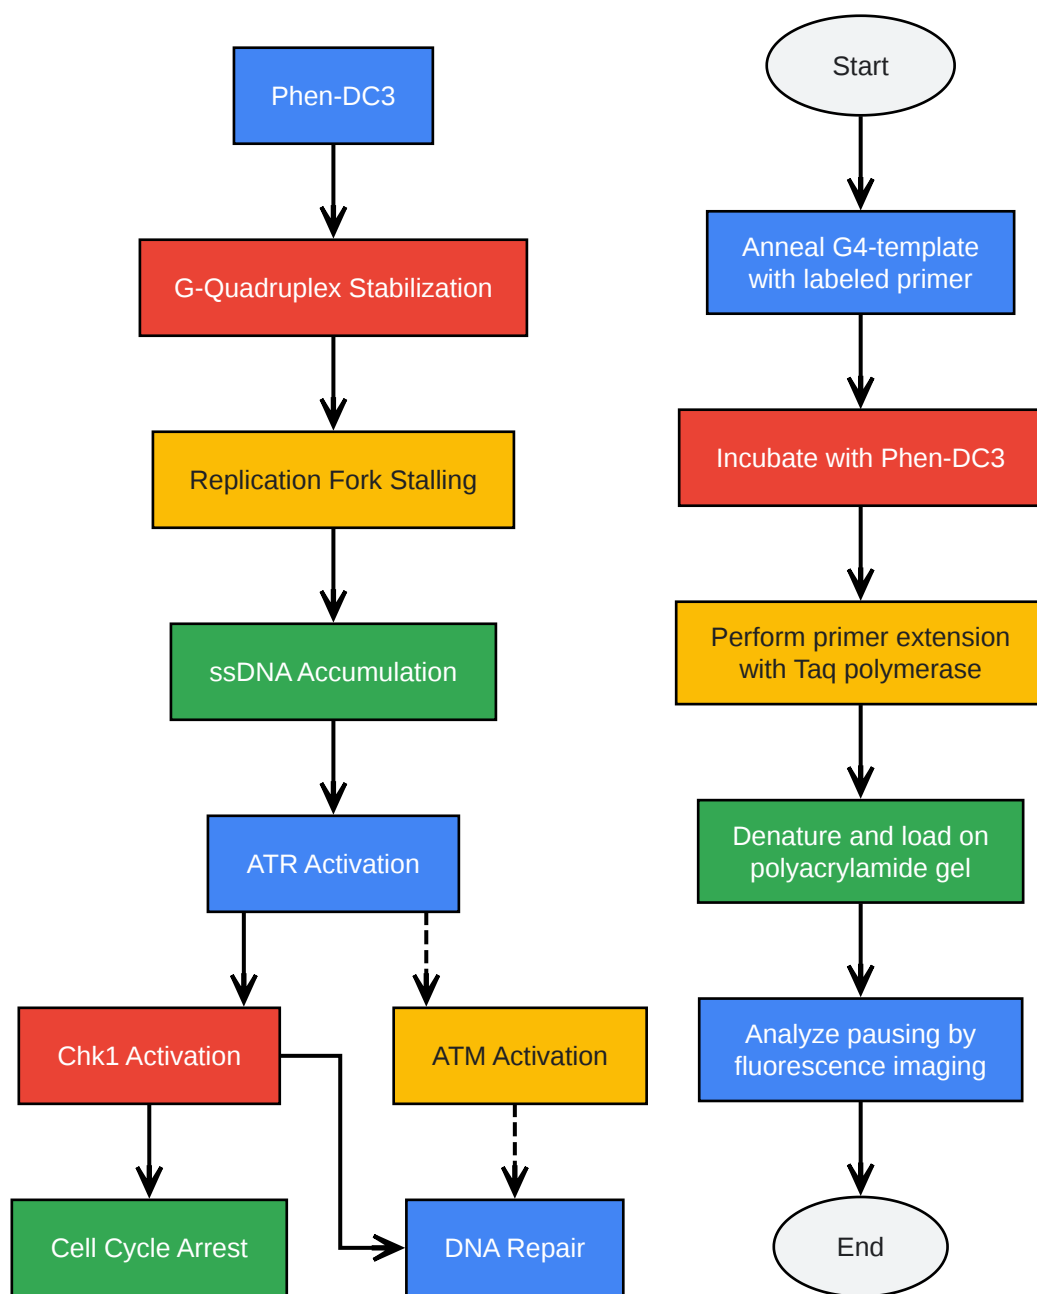 Phen-DC3
G-Quadruplex Stabilization
Replication Fork Stalling
ssDNA Accumulation
ATR Activation
Chk1 Activation
ATM Activation
Cell Cycle Arrest
DNA Repair
Start
Anneal G4-template
with labeled primer
Incubate with Phen-DC3
Perform primer extension
with Taq polymerase
Denature and load on
polyacrylamide gel
Analyze pausing by
fluorescence imaging
End